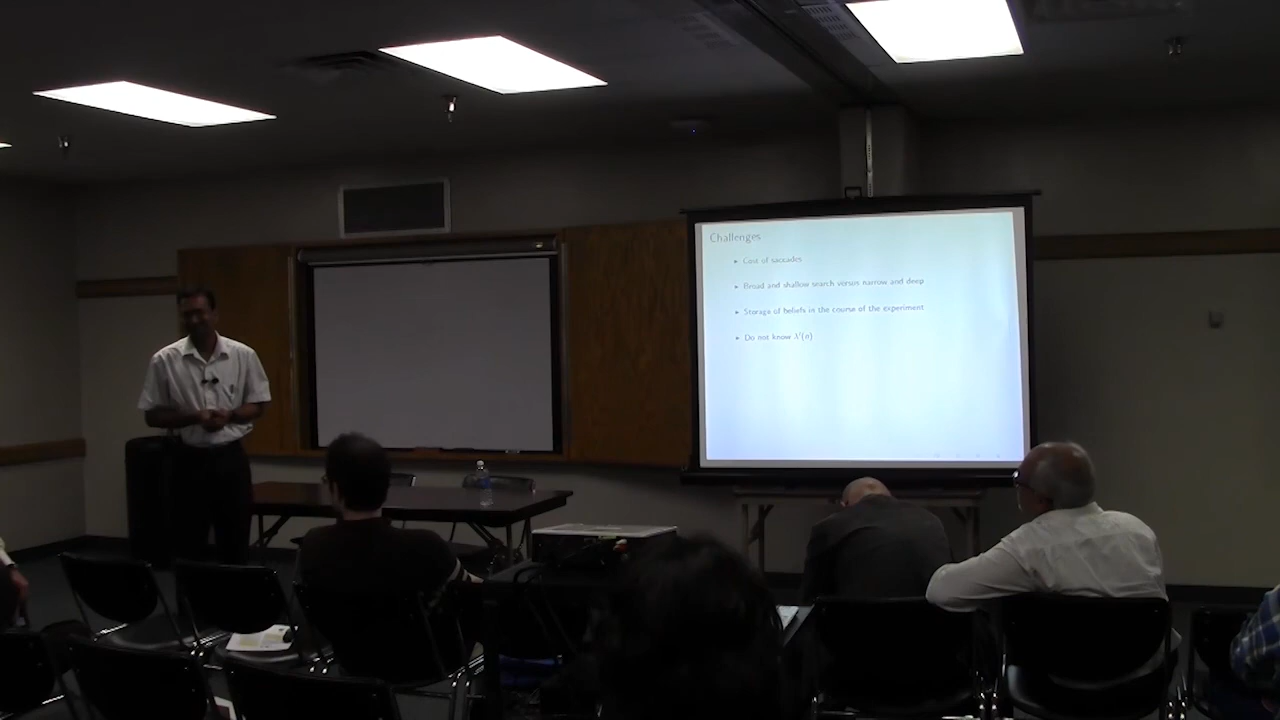 Challenges
▸ Cost of saccades
▸ Broad and shallow search versus narrow and deep
▸ Storage of beliefs in the course of the experiment
▸ Do not know λ'(n)